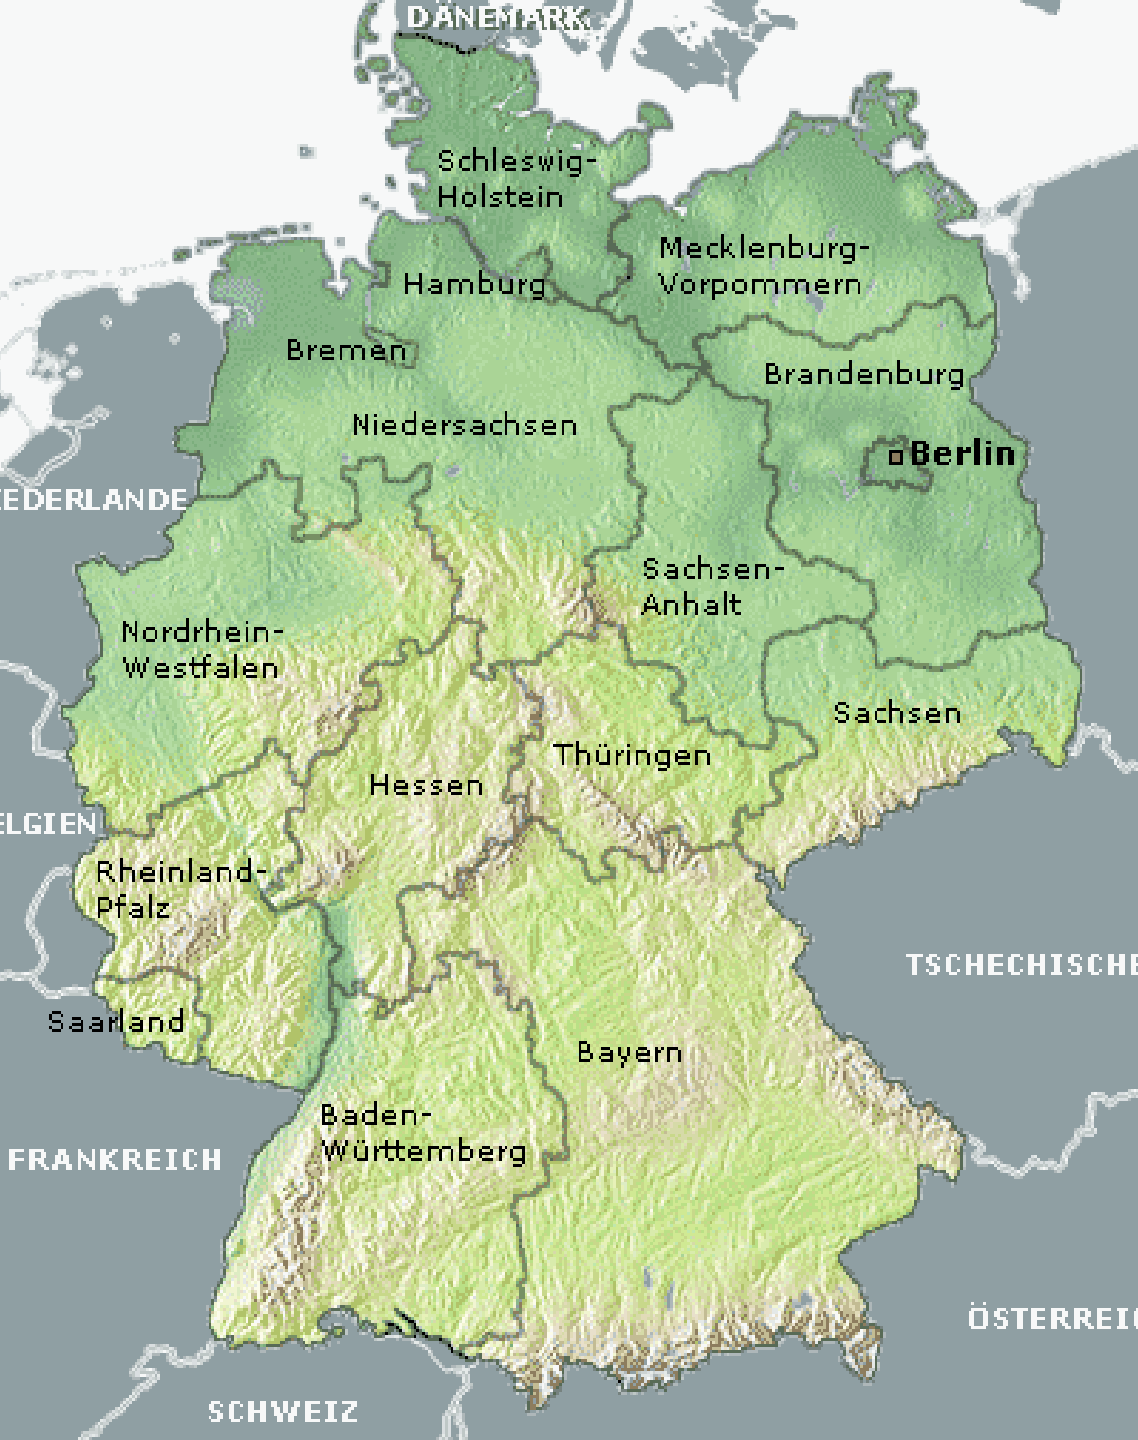 DÄNEMARK
Schleswig-
Holstein
Mecklenburg-
Vorpommern
Hamburg
Bremen
Brandenburg
Niedersachsen
Berlin
EDERLANDE
Sachsen-
Anhalt
Nordrhein-
Westfalen
Sachsen
Thüringen
Hessen
ELGIEN
Rheinland-
Pfalz
TSCHECHISCHE
Saarland
Bayern
Baden-
Württemberg
FRANKREICH
ÖSTERREIC
SCHWEIZ